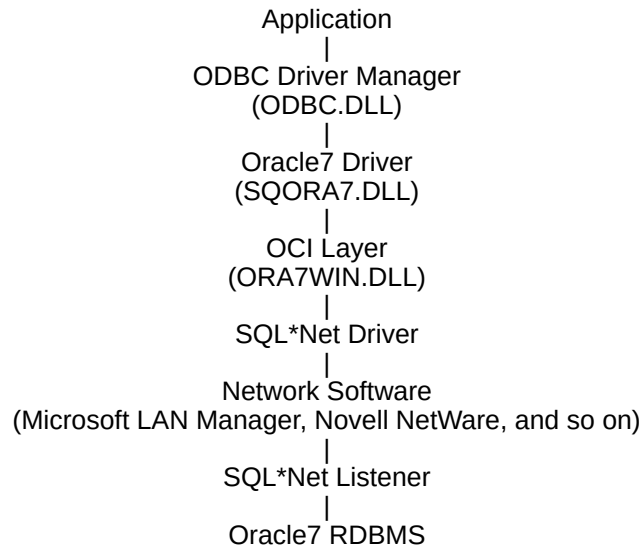 Application
ODBC Driver Manager
(ODBC.DLL)
Oracle7 Driver
(SQORA7.DLL)
OCI Layer
(ORA7WIN.DLL)
SQL*Net Driver
Network Software
(Microsoft LAN Manager, Novell NetWare, and so on)
SQL*Net Listener
Oracle7 RDBMS